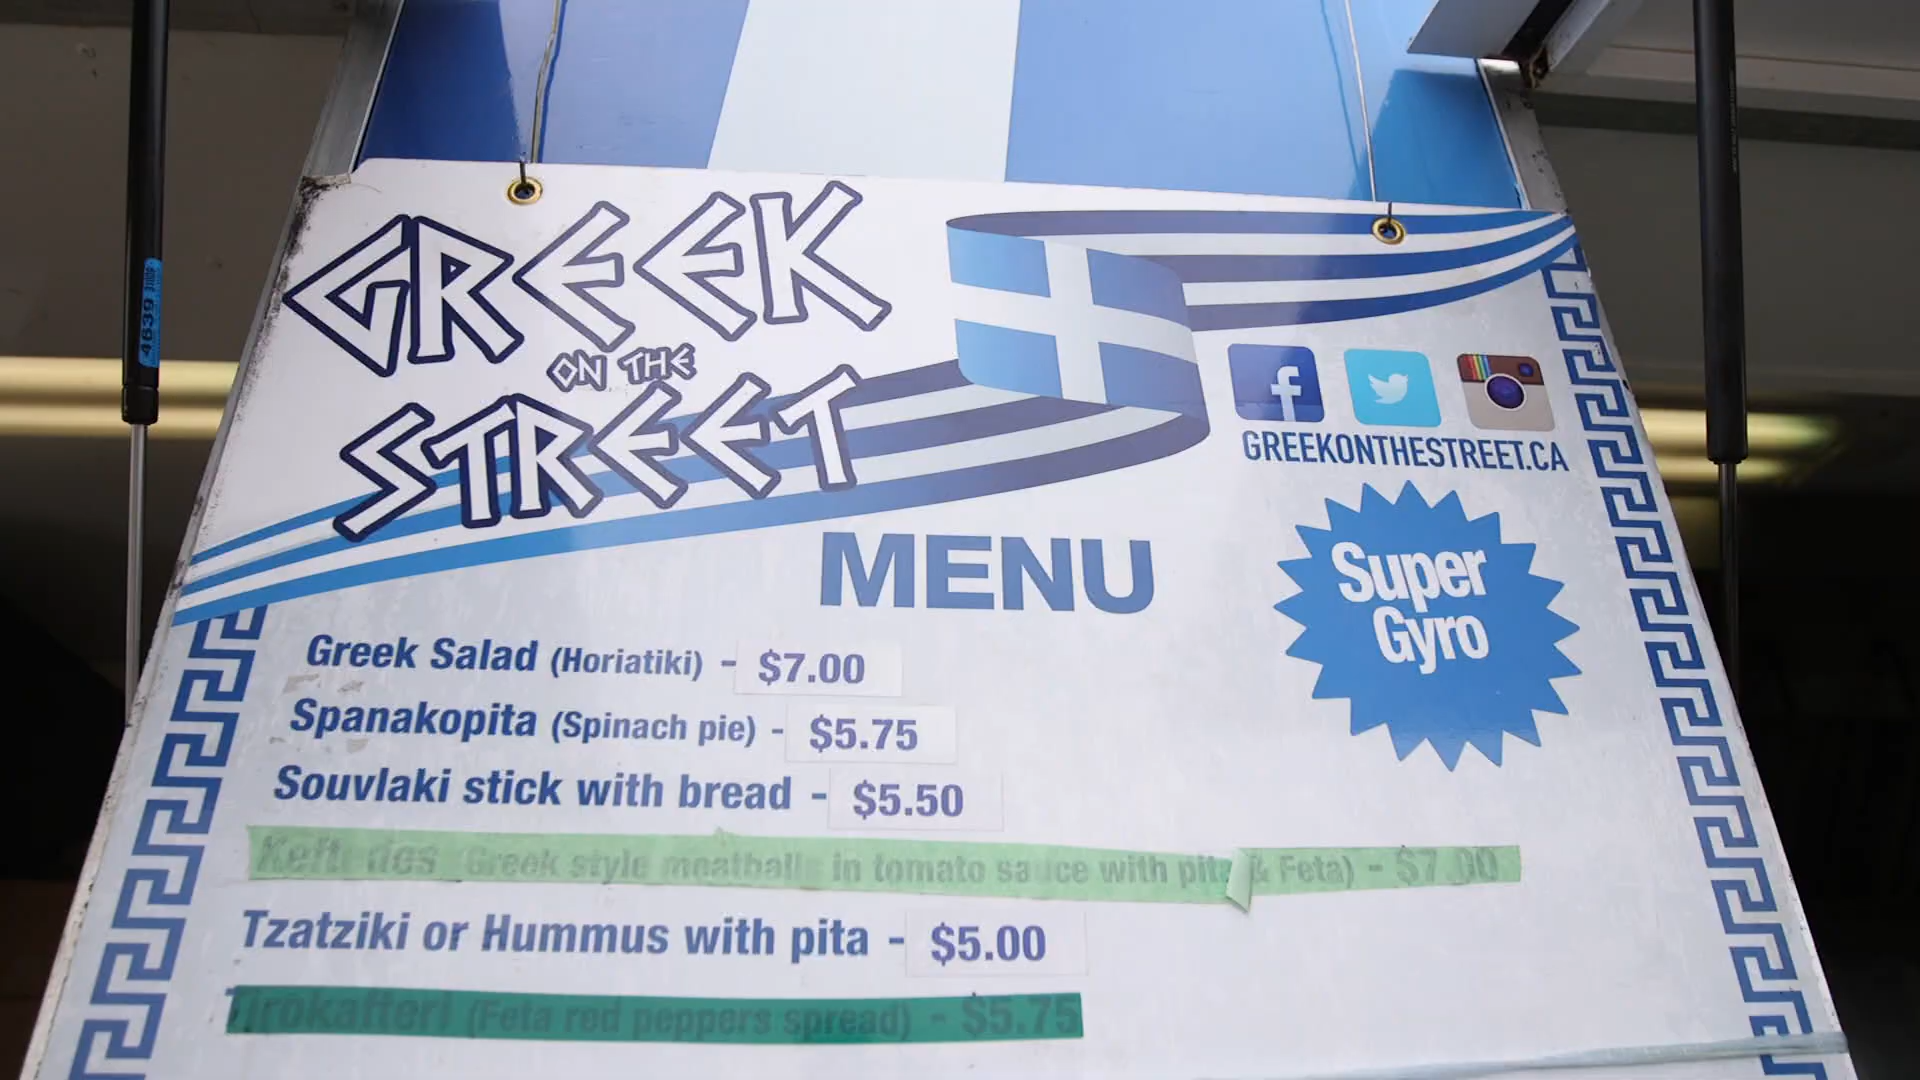 GREEK
ON THE
STREET
GREEKONTHESTREET.CA
MENU
Super
Gyro
Greek Salad (Horiatiki) - $7.00
Spanakopita (Spinach pie) - $5.75
Souvlaki stick with bread - $5.50
Greek style meatballs in tomato sauce with pita & Feta) - $7.00
Tzatziki or Hummus with pita - $5.00
Tirokafteri (Feta red peppers spread) - $5.75
4639